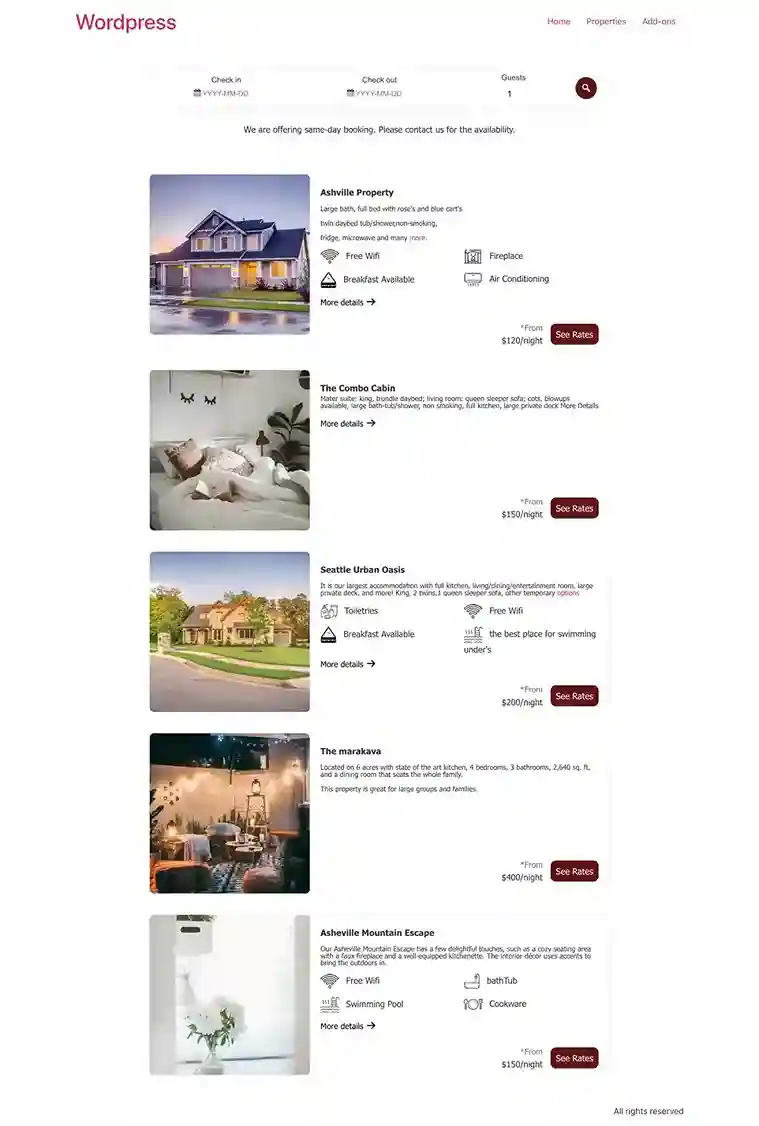 Wordpress
Home Properties Add-ons
Check in Check out Guests
YYYY-MM-DD YYYY-MM-DD 1
We are offering same-day booking. Please contact us for the availability.
Ashville Property
Large bath, full bed with rose's and blue cart's
twin daybed tub/shower,non-smoking,
fridge, microwave and many more.
Free Wifi Fireplace
Breakfast Available Air Conditioning
More details →
*From
$120/night See Rates
The Combo Cabin
Mater suite: king, trundle daybed; living room: queen sleeper sofa; cots, blowups
available, large bath-tub/shower, non smoking, full kitchen, large private deck More Details
More details →
*From
$150/night See Rates
Seattle Urban Oasis
It is our largest accommodation with full kitchen, living/dining/entertainment room, large
private deck, and more! King, 2 twins,1 queen sleeper sofa, other temporary options
Toiletries Free Wifi
Breakfast Available the best place for swimming
under's
More details →
*From
$200/night See Rates
The marakava
Located on 6 acres with state of the art kitchen, 4 bedrooms, 3 bathrooms, 2,640 sq. ft.
and a dining room that seats the whole family.
This property is great for large groups and families.
*From
$400/night See Rates
Asheville Mountain Escape
Our Asheville Mountain Escape has a few delightful touches, such as a cozy seating area
with a faux fireplace and a well-equipped kitchenette. The interior décor uses accents to
bring the outdoors in.
Free Wifi bathTub
Swimming Pool Cookware
More details →
*From
$150/night See Rates
All rights reserved